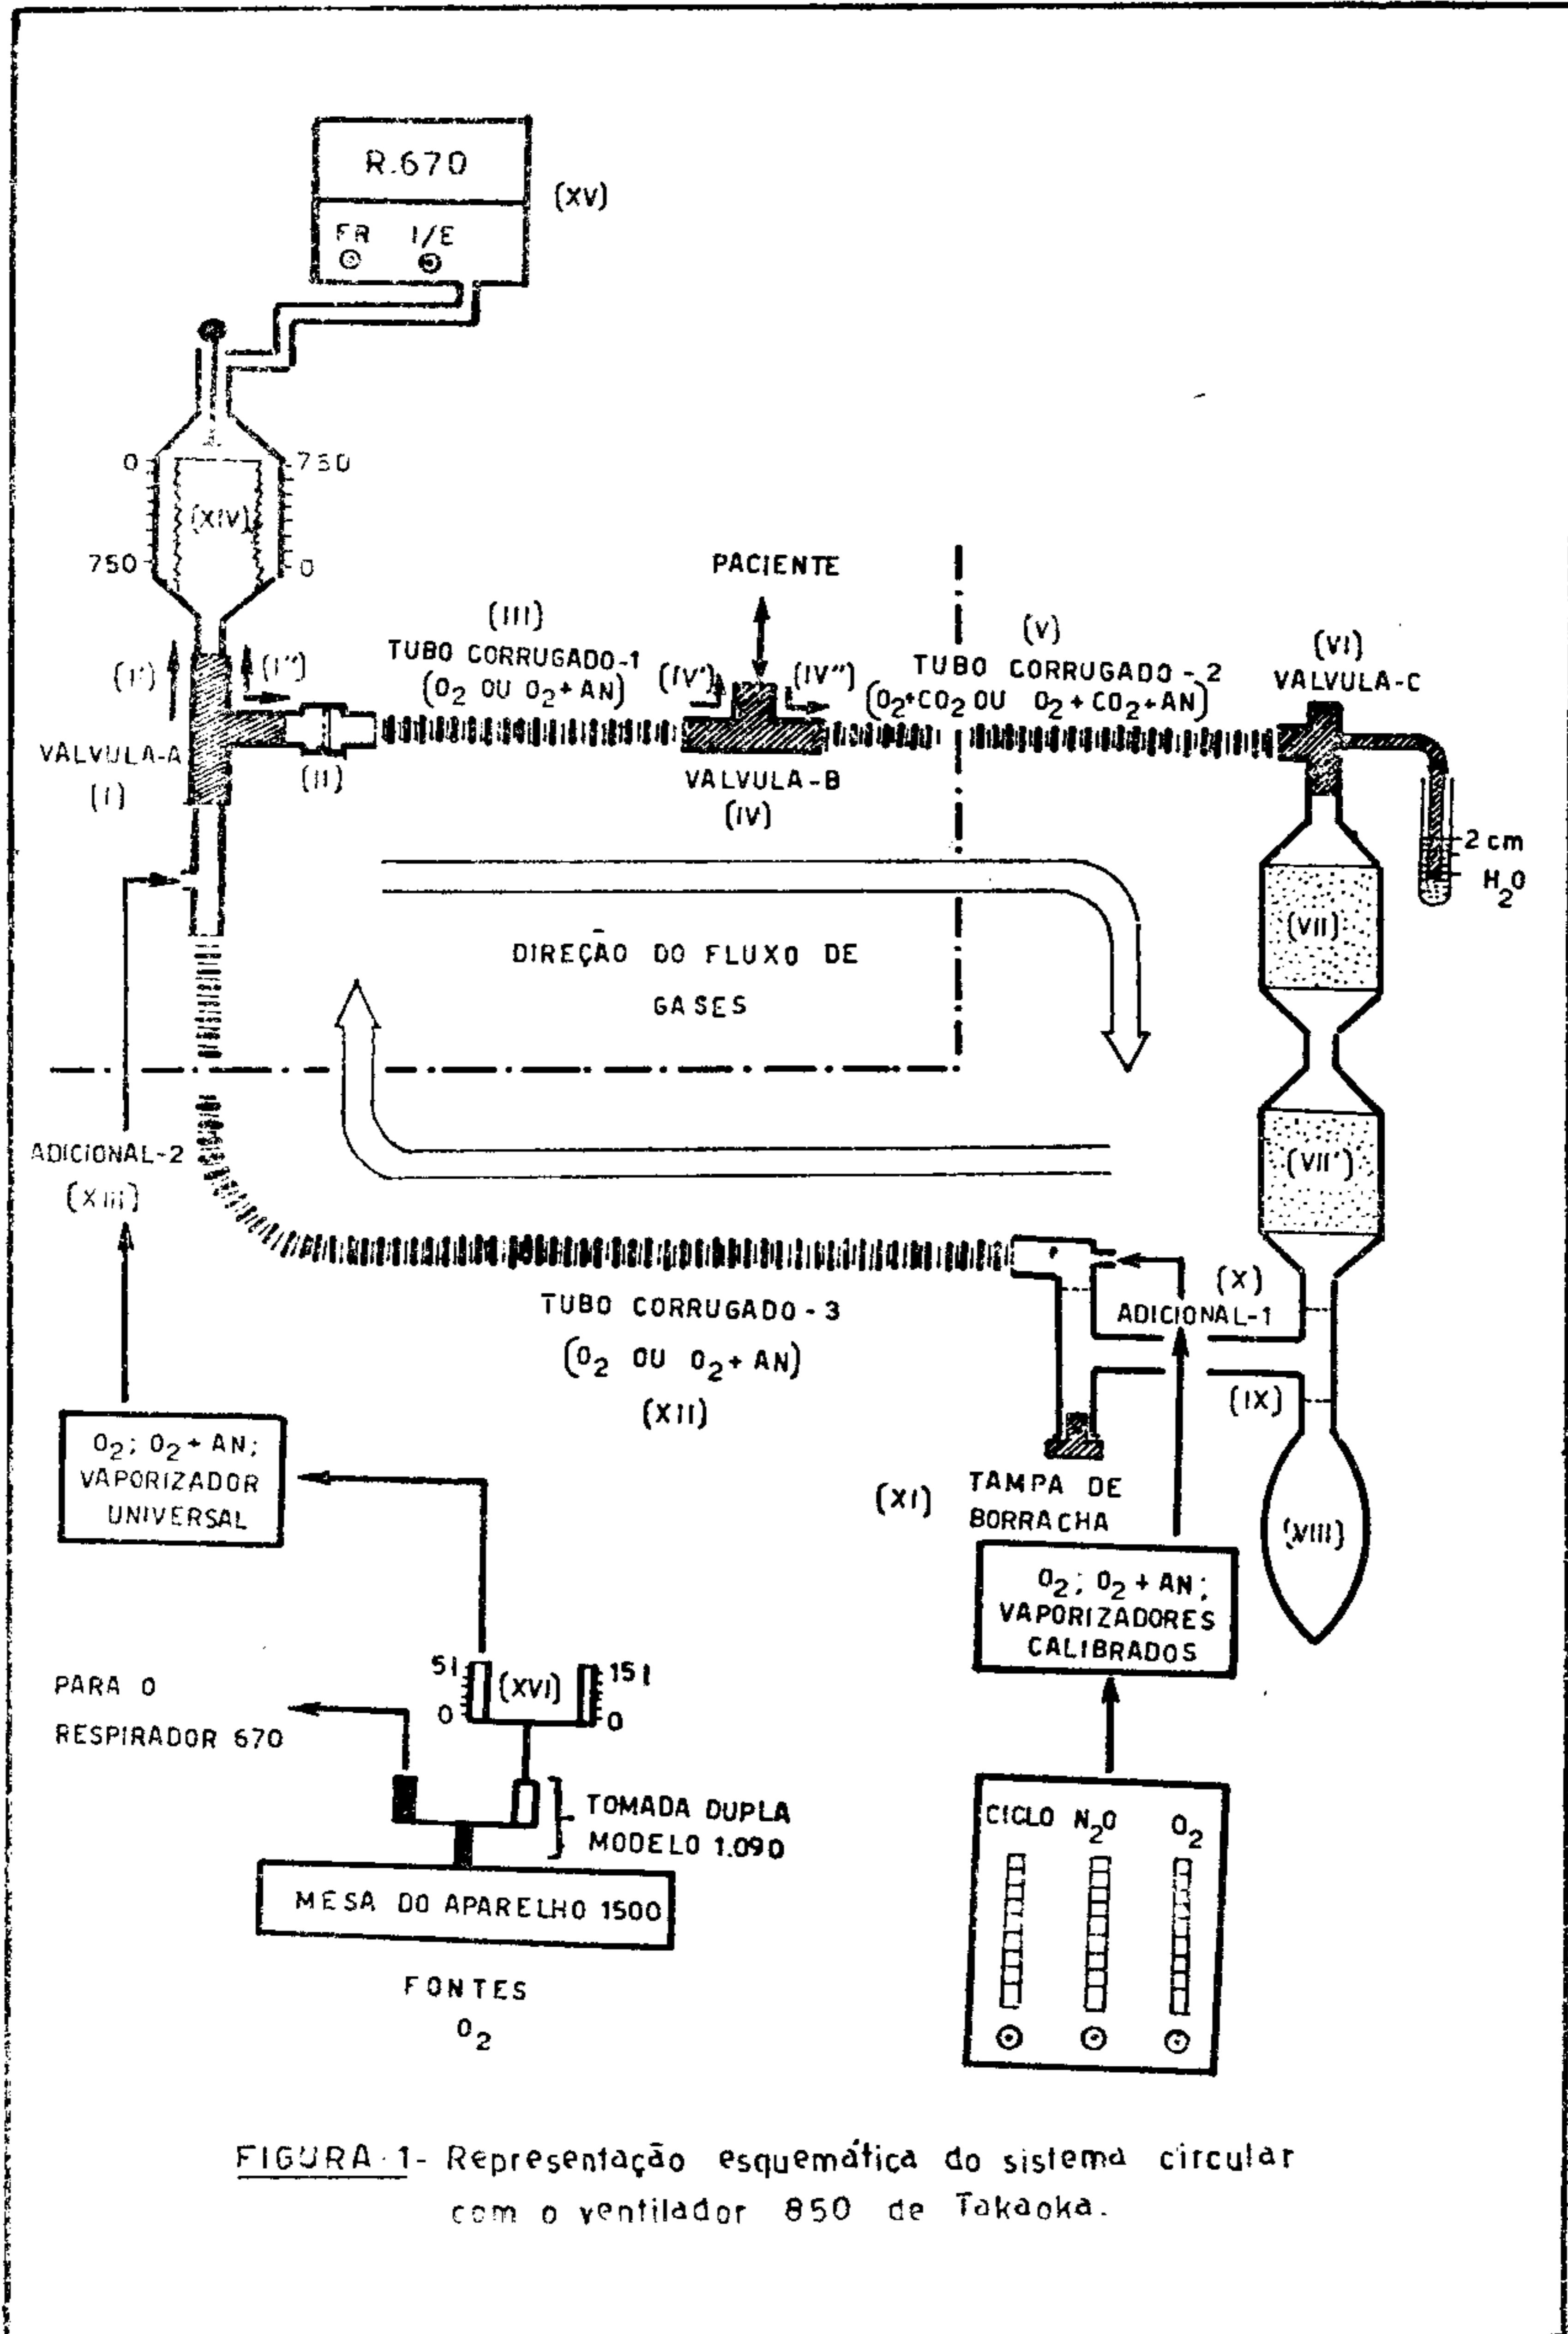 R.670
FR I/E
(XV)
0 750
(XIV)
750 0
PACIENTE
(III)
TUBO CORRUGADO-1
(O2 OU O2+AN)
(I') (I'')
(IV') (IV'')
(V)
TUBO CORRUGADO-2
(O2+CO2 OU O2+CO2+AN)
(VI)
VALVULA-C
VALVULA-A
(I)
(II)
VALVULA-B
(IV)
2 cm
H2O
(VII)
DIREÇÃO DO FLUXO DE
GASES
(VII')
ADICIONAL-2
(XIII)
TUBO CORRUGADO-3
(O2 OU O2+AN)
(XII)
(X)
ADICIONAL-1
(IX)
(XI)
TAMPA DE
BORRACHA
(VIII)
O2; O2+AN;
VAPORIZADOR
UNIVERSAL
O2; O2+AN;
VAPORIZADORES
CALIBRADOS
5l (XVI) 15l
0 0
PARA O
RESPIRADOR 670
TOMADA DUPLA
MODELO 1.090
MESA DO APARELHO 1500
FONTES
O2
CICLO N2O O2
FIGURA-1- Representação esquemática do sistema circular
com o ventilador 850 de Takaoka.